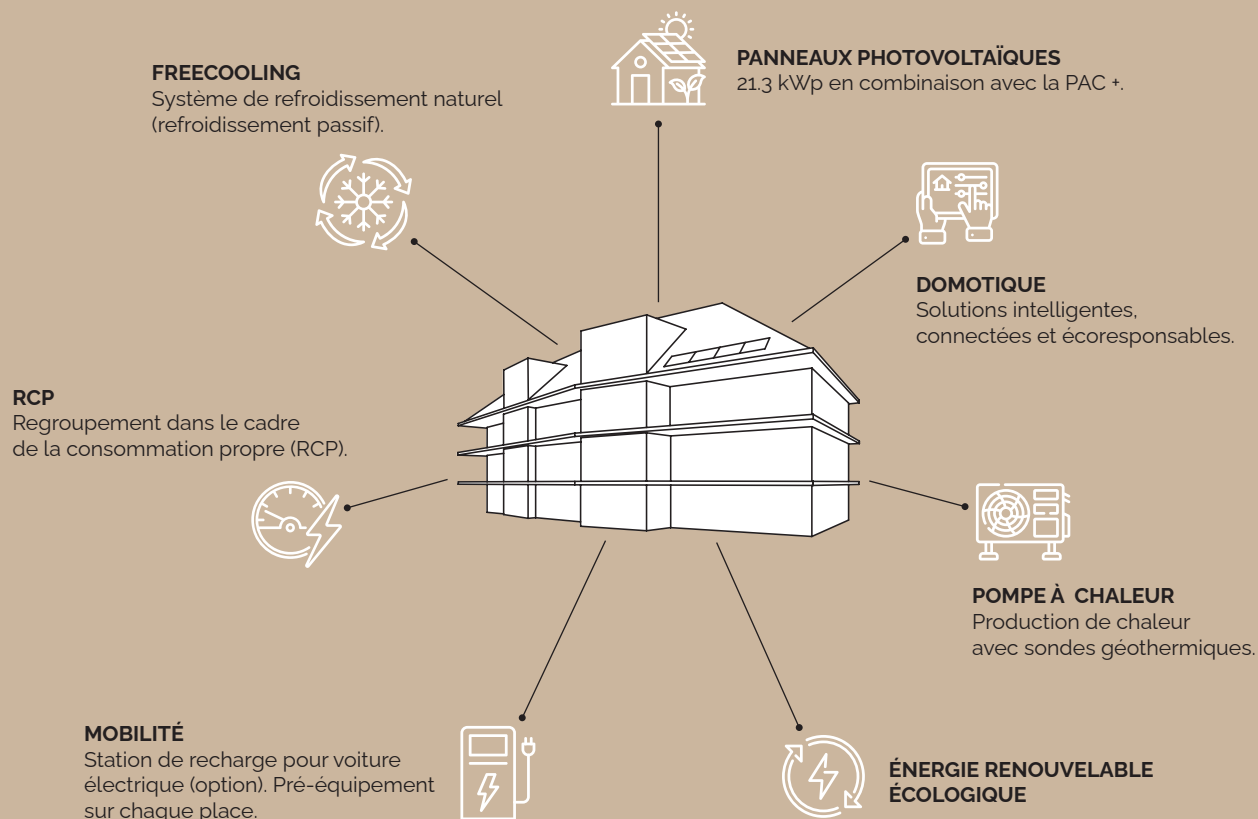 PANNEAUX PHOTOVOLTAÏQUES
21.3 kWp en combinaison avec la PAC +.
FREECOOLING
Système de refroidissement naturel
(refroidissement passif).
DOMOTIQUE
Solutions intelligentes,
connectées et écoresponsables.
RCP
Regroupement dans le cadre
de la consommation propre (RCP).
POMPE À CHALEUR
Production de chaleur
avec sondes géothermiques.
MOBILITÉ
Station de recharge pour voiture
électrique (option). Pré-équipement
sur chaque place.
ÉNERGIE RENOUVELABLE
ÉCOLOGIQUE